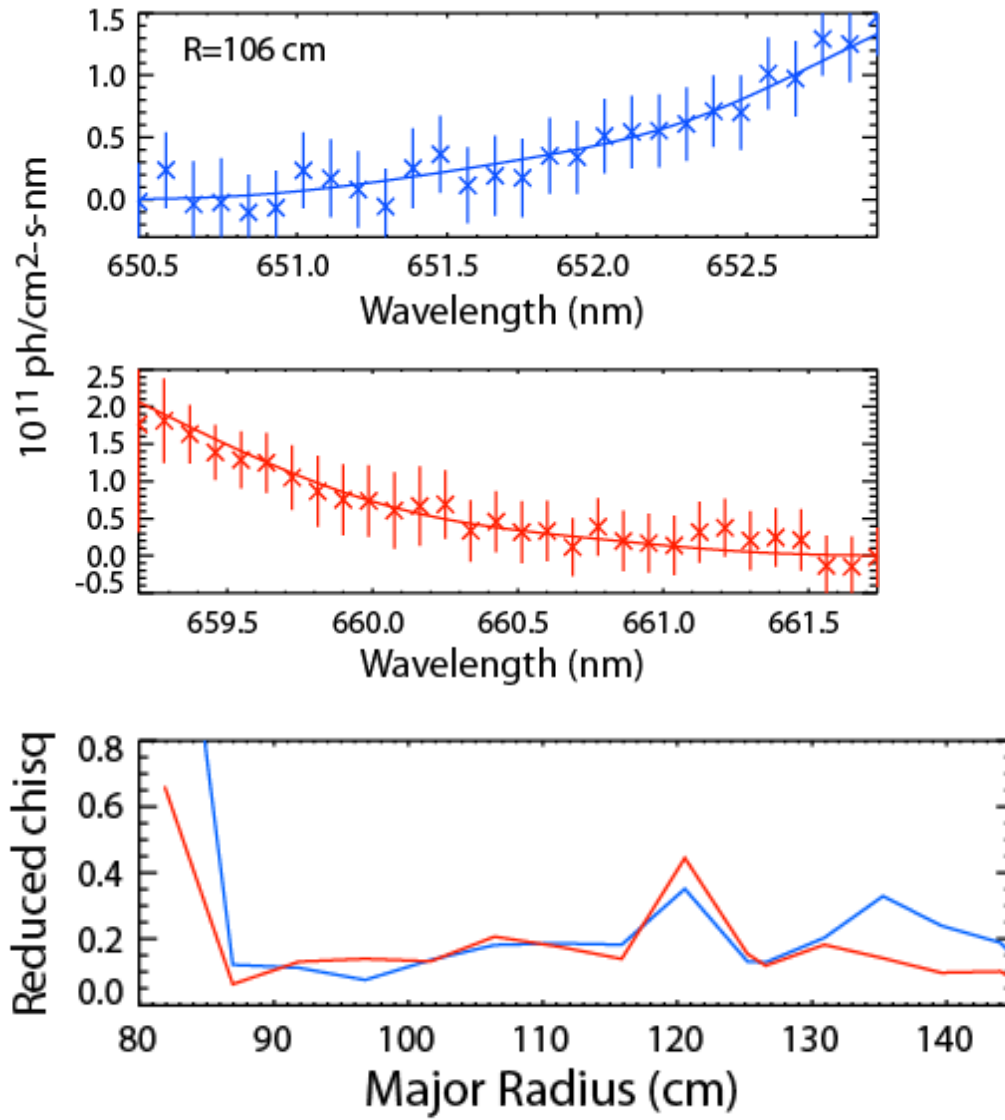 R=106 cm
1.5
1.0
0.5
0.0
650.5 651.0 651.5 652.0 652.5
Wavelength (nm)
10¹¹ ph/cm²-s-nm
2.5
2.0
1.5
1.0
0.5
0.0
-0.5
659.5 660.0 660.5 661.0 661.5
Wavelength (nm)
Reduced chisq
0.8
0.6
0.4
0.2
0.0
80 90 100 110 120 130 140
Major Radius (cm)